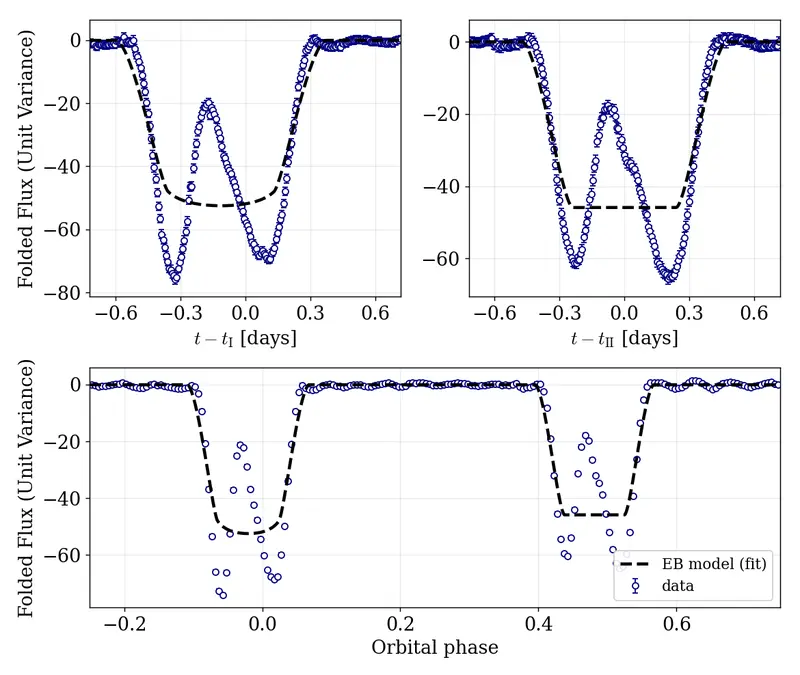 Folded Flux (Unit Variance)
0
−20
−40
−60
−80
−0.6 −0.3 0.0 0.3 0.6
t − tI [days]
0
−20
−40
−60
−0.6 −0.3 0.0 0.3 0.6
t − tII [days]
Folded Flux (Unit Variance)
0
−20
−40
−60
EB model (fit)
data
−0.2 0.0 0.2 0.4 0.6
Orbital phase